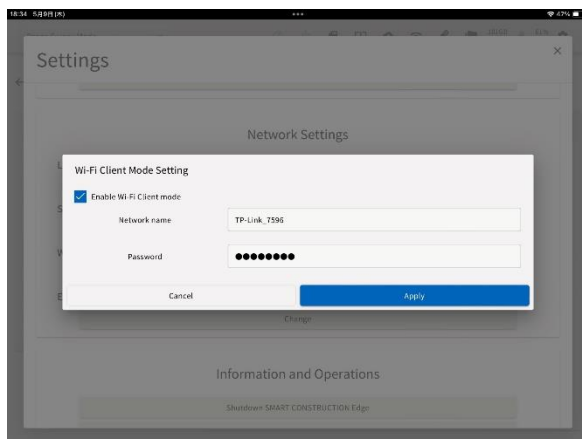 18:34 5月9日(木)
47%
Settings
×
Network Settings
Wi-Fi Client Mode Setting
Enable Wi-Fi Client mode
Network name TP-Link_7596
Password ●●●●●●●●
Cancel Apply
Change
Information and Operations
Shutdown SMART CONSTRUCTION Edge